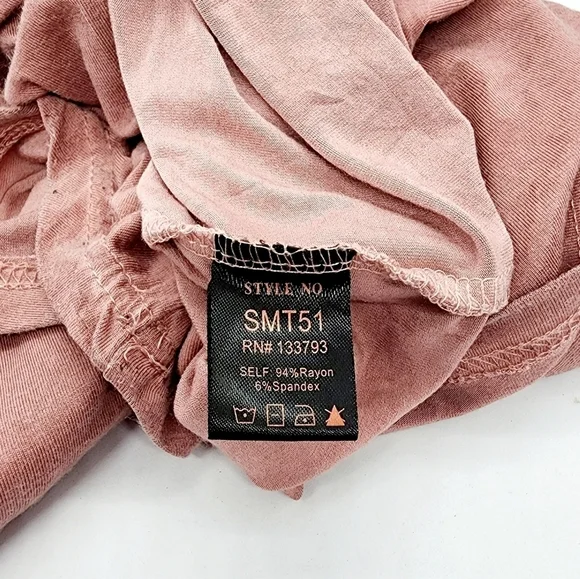 STYLE NO.
SMT51
RN# 133793
SELF: 94%Rayon
6%Spandex